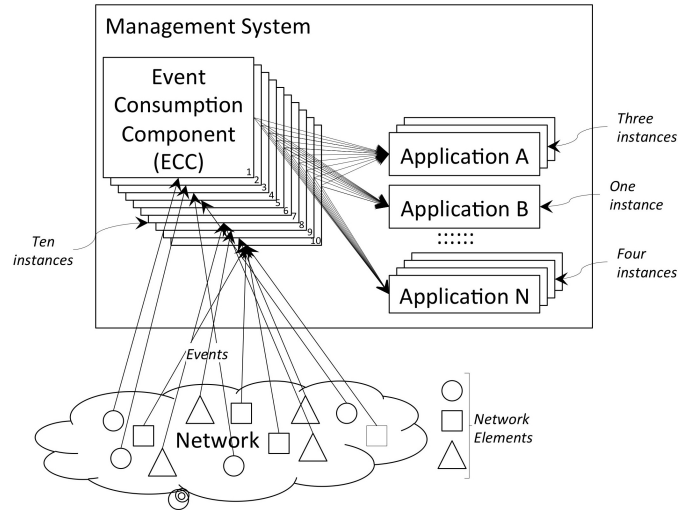 Management System
Event
Consumption
Component
(ECC)
1
2
3
4
5
6
7
8
9
10
Ten
instances
Application A
Three
instances
Application B
One
instance
......
......
Application N
Four
instances
Events
Network
Network
Elements